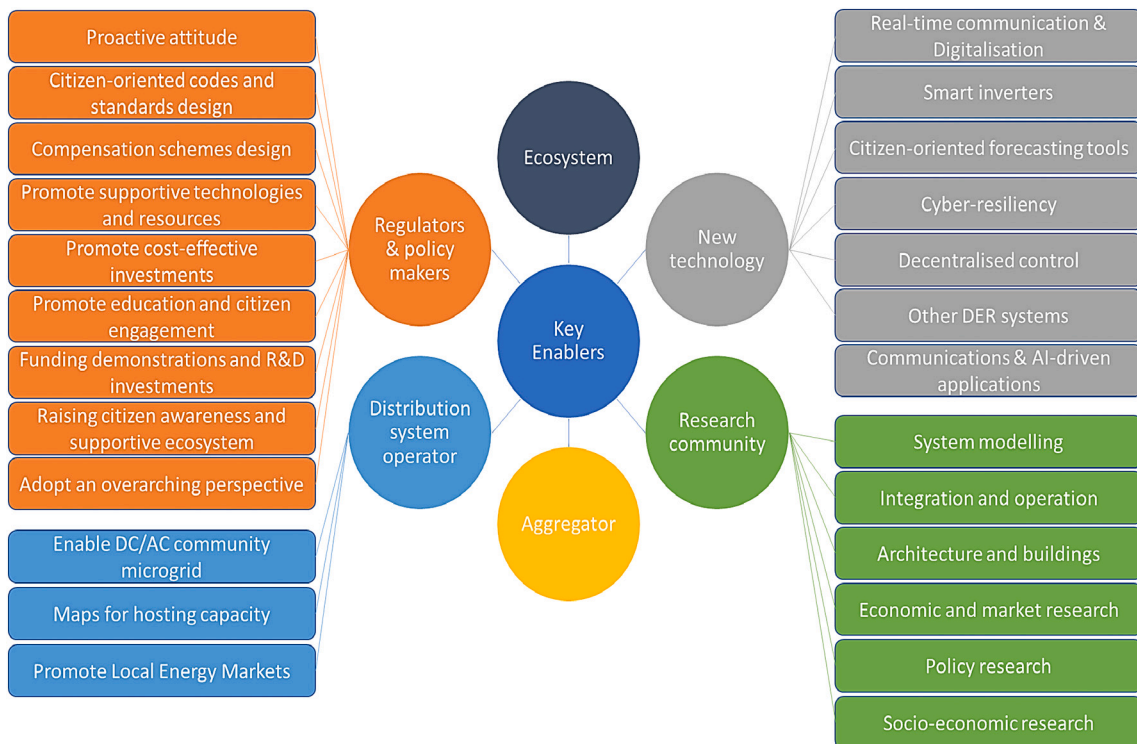 Proactive attitude
Citizen-oriented codes and
standards design
Compensation schemes design
Promote supportive technologies
and resources
Promote cost-effective
investments
Promote education and citizen
engagement
Funding demonstrations and R&D
investments
Raising citizen awareness and
supportive ecosystem
Adopt an overarching perspective
Enable DC/AC community
microgrid
Maps for hosting capacity
Promote Local Energy Markets
Ecosystem
Regulators
& policy
makers
New
technology
Key
Enablers
Distribution
system
operator
Research
community
Aggregator
Real-time communication &
Digitalisation
Smart inverters
Citizen-oriented forecasting tools
Cyber-resiliency
Decentralised control
Other DER systems
Communications & AI-driven
applications
System modelling
Integration and operation
Architecture and buildings
Economic and market research
Policy research
Socio-economic research